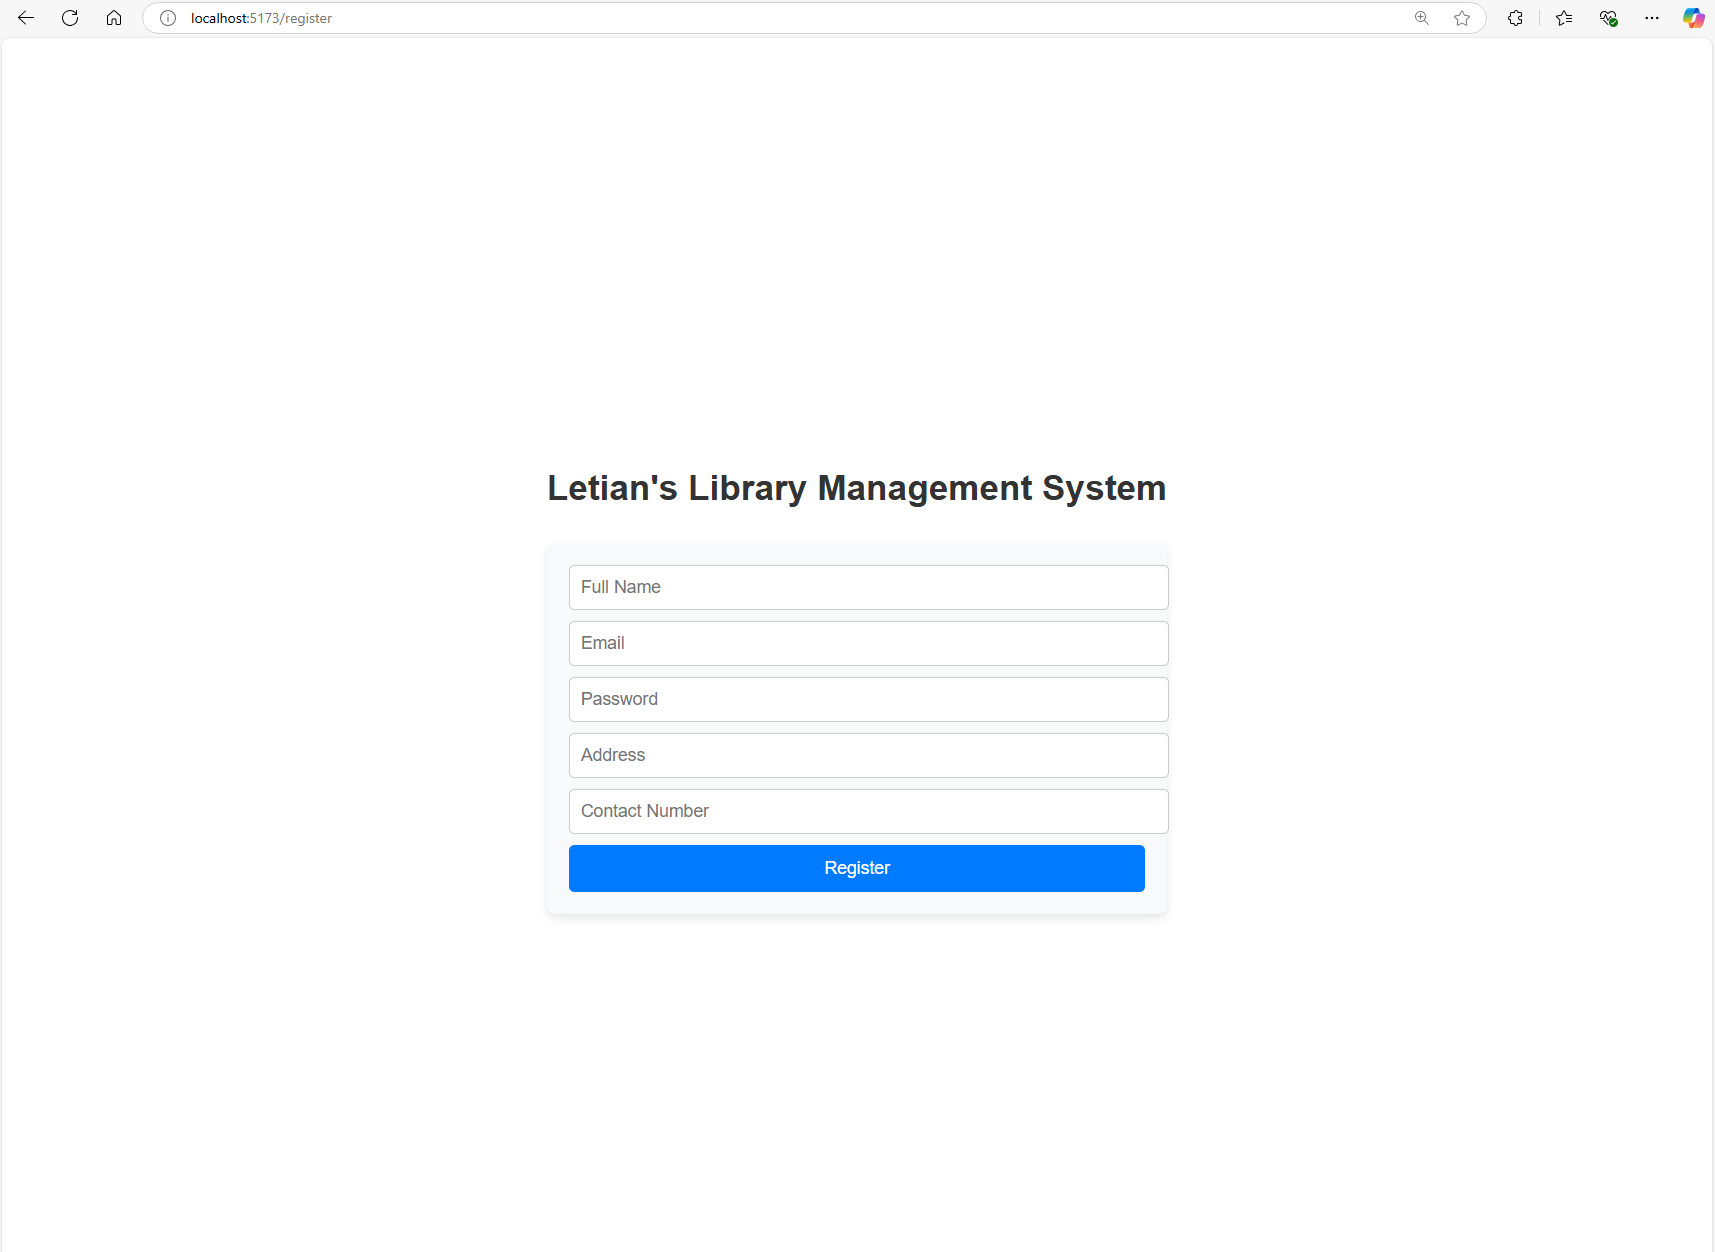 localhost:5173/register
Letian's Library Management System
Full Name
Email
Password
Address
Contact Number
Register